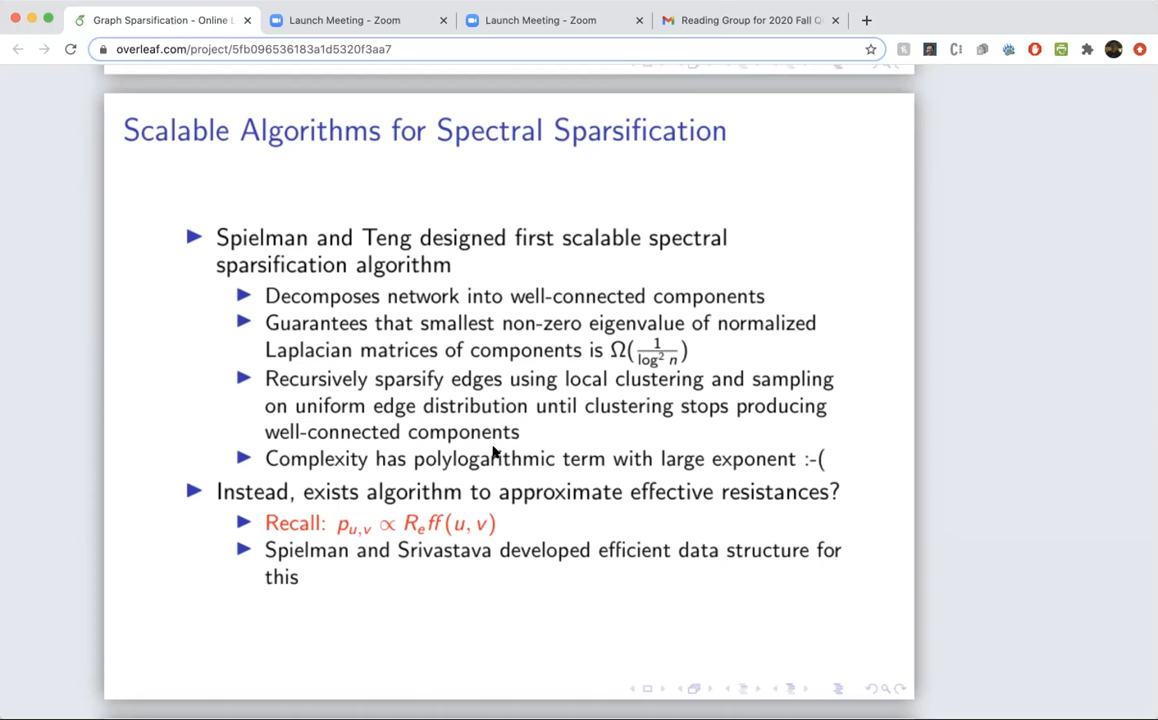 Graph Sparsification - Online L
Launch Meeting - Zoom
Launch Meeting - Zoom
Reading Group for 2020 Fall Q
overleaf.com/project/5fb096536183a1d5320f3aa7
Scalable Algorithms for Spectral Sparsification
Spielman and Teng designed first scalable spectral
sparsification algorithm
Decomposes network into well-connected components
Guarantees that smallest non-zero eigenvalue of normalized
Laplacian matrices of components is Ω(1/log² n)
Recursively sparsify edges using local clustering and sampling
on uniform edge distribution until clustering stops producing
well-connected components
Complexity has polylogarithmic term with large exponent :-(
Instead, exists algorithm to approximate effective resistances?
Recall: p_{u,v} ∝ R_eff(u, v)
Spielman and Srivastava developed efficient data structure for
this